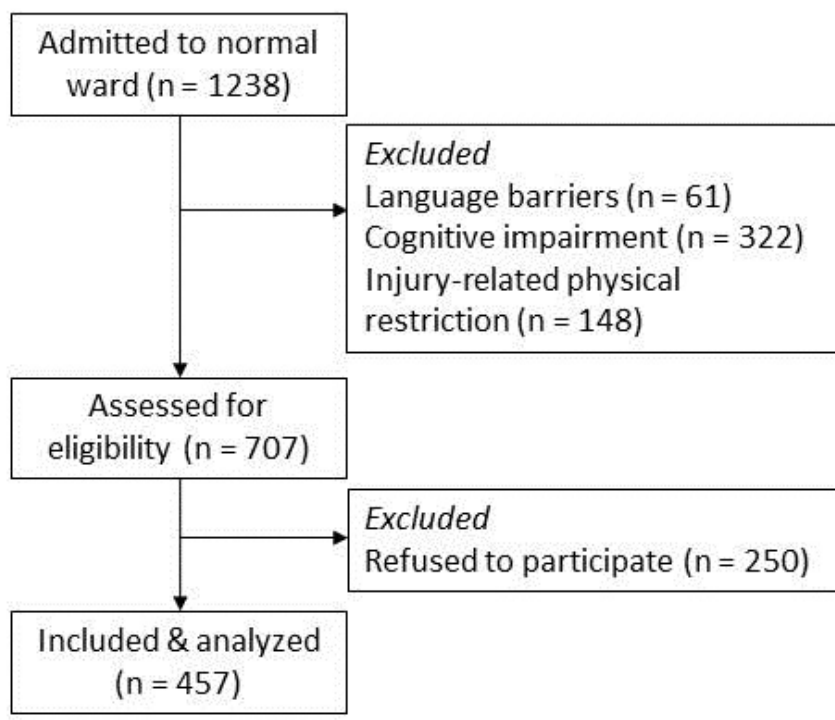 Admitted to normal
ward (n = 1238)
Excluded
Language barriers (n = 61)
Cognitive impairment (n = 322)
Injury-related physical
restriction (n = 148)
Assessed for
eligibility (n = 707)
Excluded
Refused to participate (n = 250)
Included & analyzed
(n = 457)